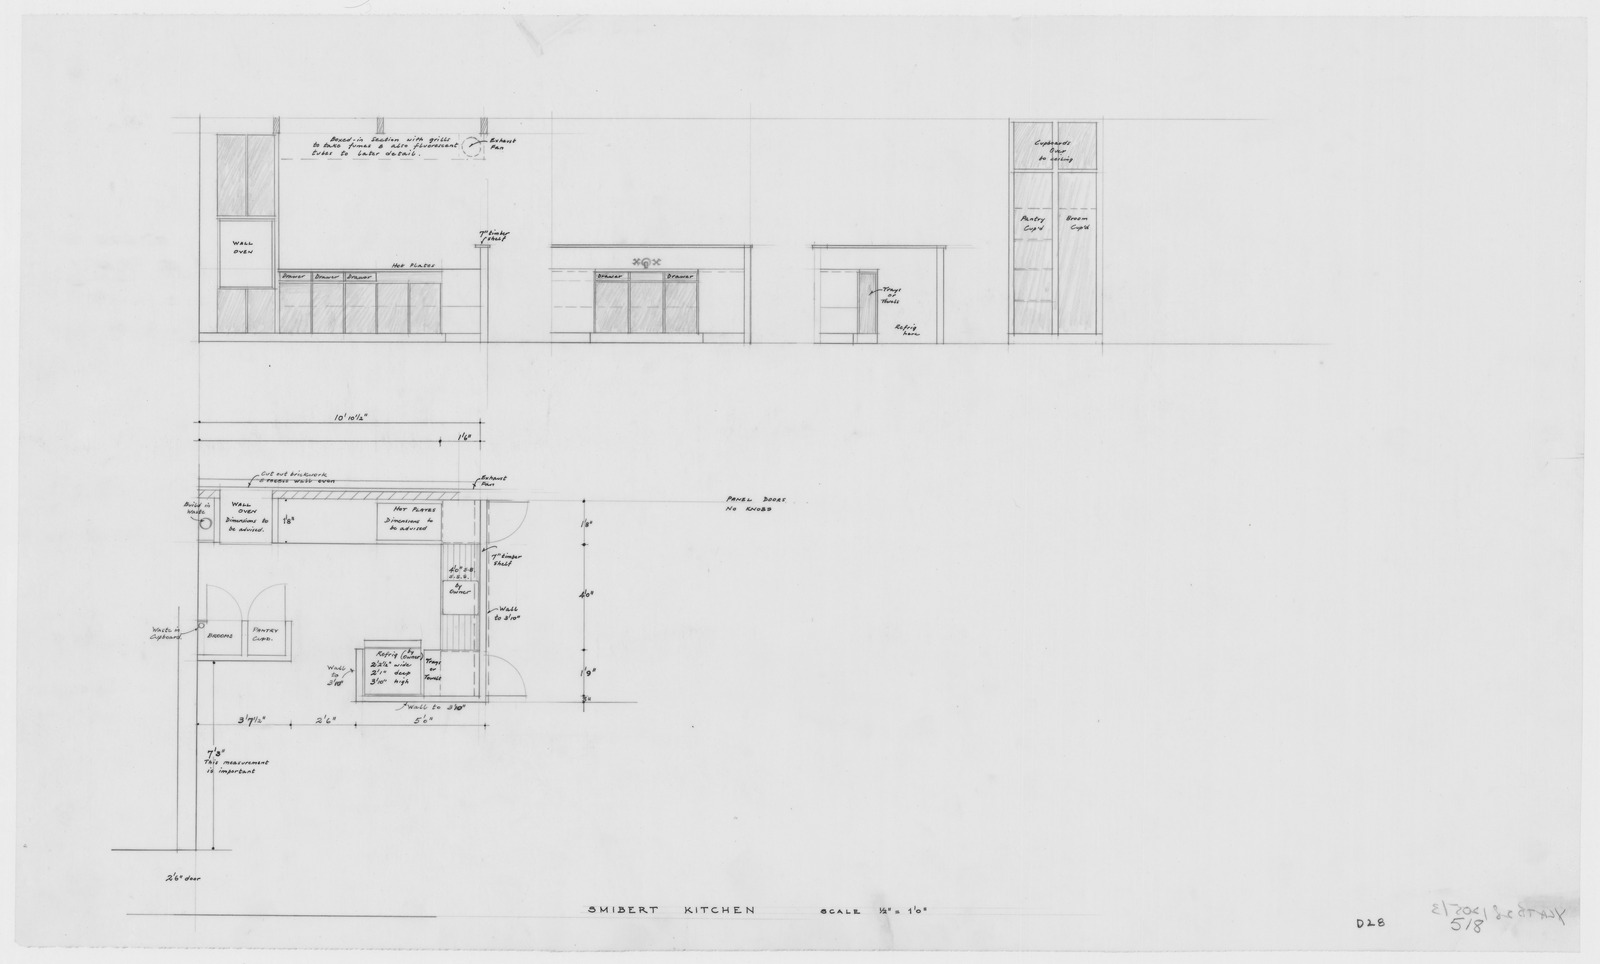 Boxed-in section with grills
to take fumes & also fluorescent
tubes to later detail.
Exhaust
Fan
WALL
OVEN
7" timber
shelf
HOT PLATES
Drawer Drawer Drawer
Drawer Drawer
Trays
or
Towels
Refrig
here
Cupboards
Over
to ceiling
Pantry
Cup'd
Broom
Cup'd
10' 10½"
1'6"
Cut out brickwork
& recess wall oven
Exhaust
Fan
Build in
Waste
WALL
OVEN
Dimensions to
be advised.
1'8"
HOT PLATES
Dimensions to
be advised
1'8"
PANEL DOORS
NO KNOBS
7" timber
shelf
4'0" S.B.
S.S.S.
by
Owner
4'0"
Wall
to 3'10"
Waste in
Cupboard
BROOMS
PANTRY
CUPD.
Wall
to
3'10"
Refrig (by Owner)
2'2½" wide
2'1" deep
3'10" high
Trays
or
Towels
1'9"
Wall to 3'10"
3'7½" 2'6" 5'0"
7'3"
This measurement
is important
2'6" door
SMIBERT KITCHEN SCALE ½" = 1'0"
D28
5/8